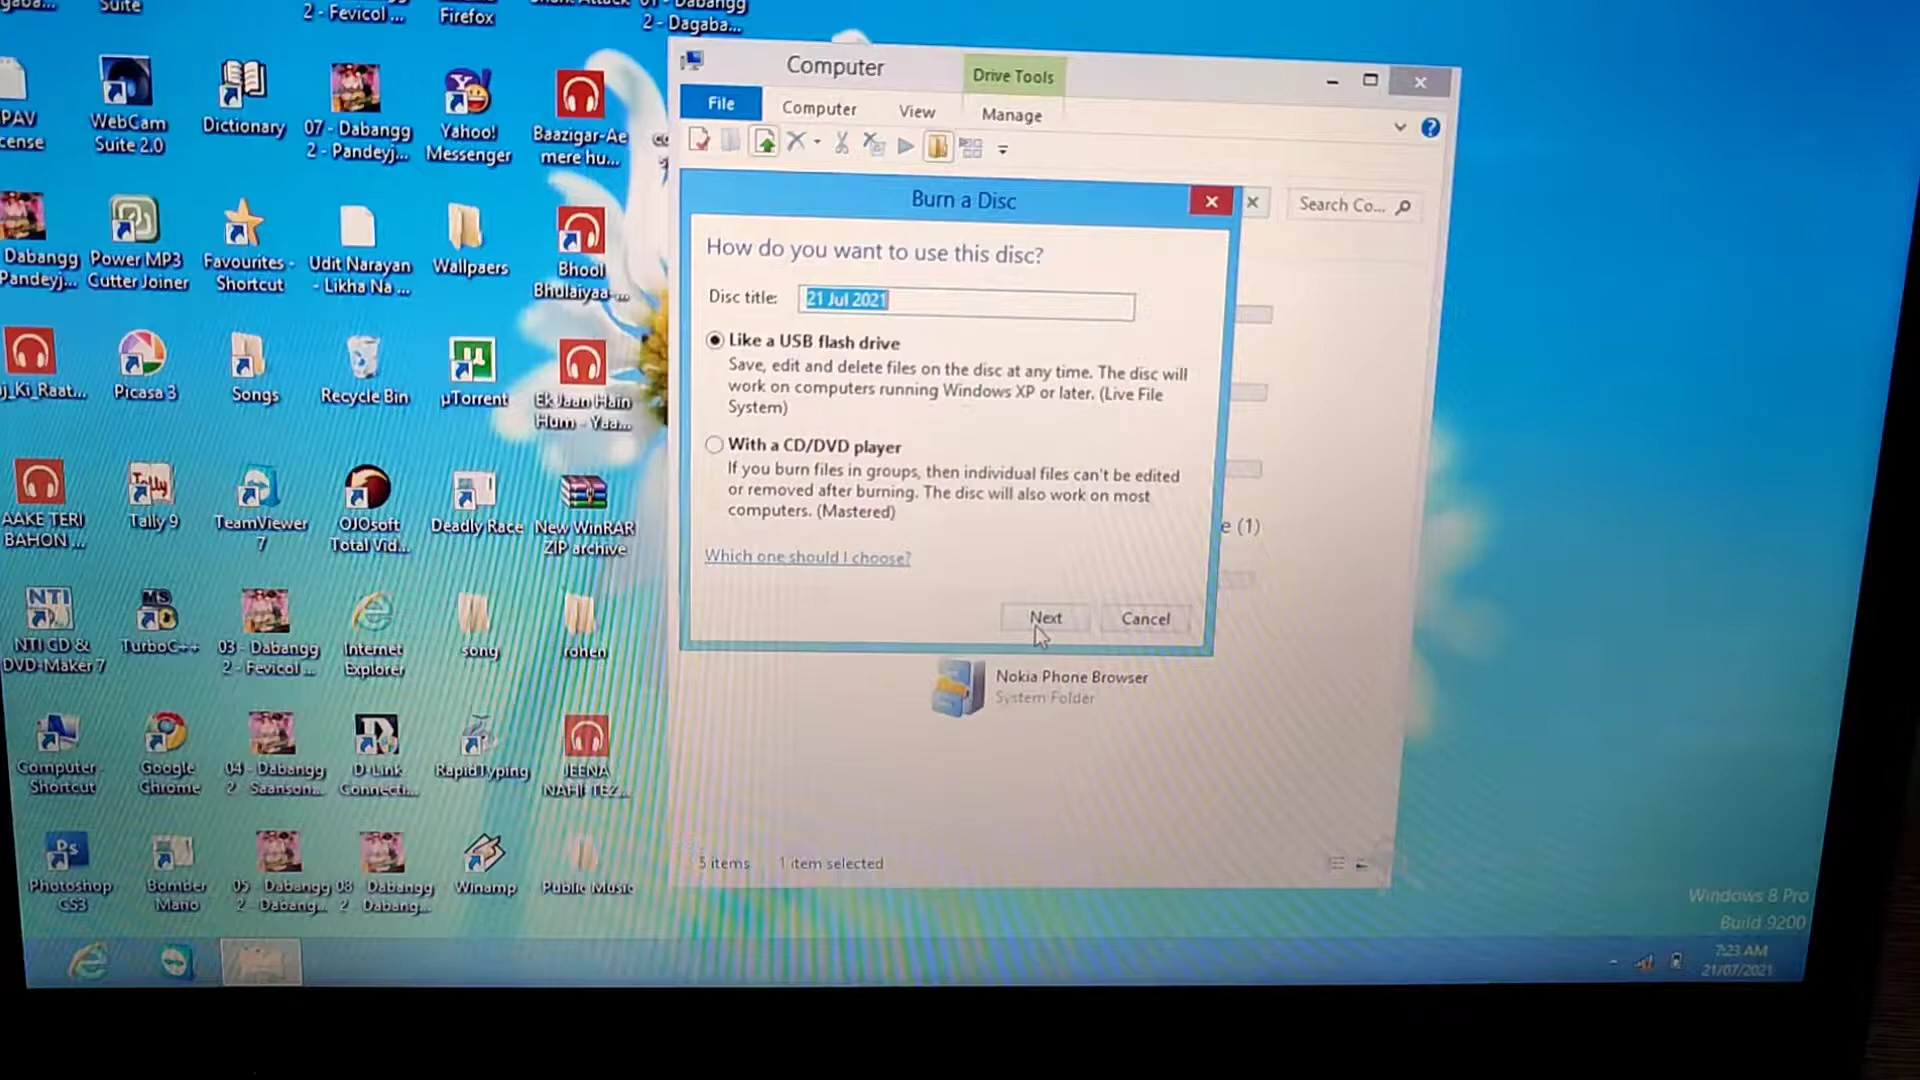 Suite
2 - Fevicol ...
Firefox
2 - Dagaba...
WebCam
Suite 2.0
Dictionary
07 - Dabangg
2 - Pandeyj...
Yahoo!
Messenger
Baazigar-Ae
mere hu...
Dabangg
Pandeyj...
Power MP3
Cutter Joiner
Favourites -
Shortcut
Udit Narayan
- Likha Na ...
Wallpaers
Bhool
Bhulaiyaa-...
j_Ki_Raat...
Picasa 3
Songs
Recycle Bin
µTorrent
Ek Jaan Hain
Hum - Yaa...
AAKE TERI
BAHON ...
Tally 9
TeamViewer
7
OJOsoft
Total Vid...
Deadly Race
New WinRAR
ZIP archive
NTI CD &
DVD-Maker 7
TurboC++
03 - Dabangg
2 - Fevicol ...
Internet
Explorer
song
rohen
Computer -
Shortcut
Google
Chrome
04 - Dabangg
2 - Saanson...
D-Link
Connecti...
RapidTyping
JEENA
NAHI TEZ...
Photoshop
CS3
Bomber
Mario
05 - Dabangg
2 - Dabang...
08 - Dabangg
2 - Dabang...
Winamp
Public Music
Computer
Drive Tools
File
Computer
View
Manage
Search Co...
Burn a Disc
How do you want to use this disc?
Disc title:
21 Jul 2021
Like a USB flash drive
Save, edit and delete files on the disc at any time. The disc will
work on computers running Windows XP or later. (Live File
System)
With a CD/DVD player
If you burn files in groups, then individual files can't be edited
or removed after burning. The disc will also work on most
computers. (Mastered)
Which one should I choose?
Next
Cancel
e (1)
Nokia Phone Browser
System Folder
5 items
1 item selected
Windows 8 Pro
Build 9200
7:23 AM
21/07/2021